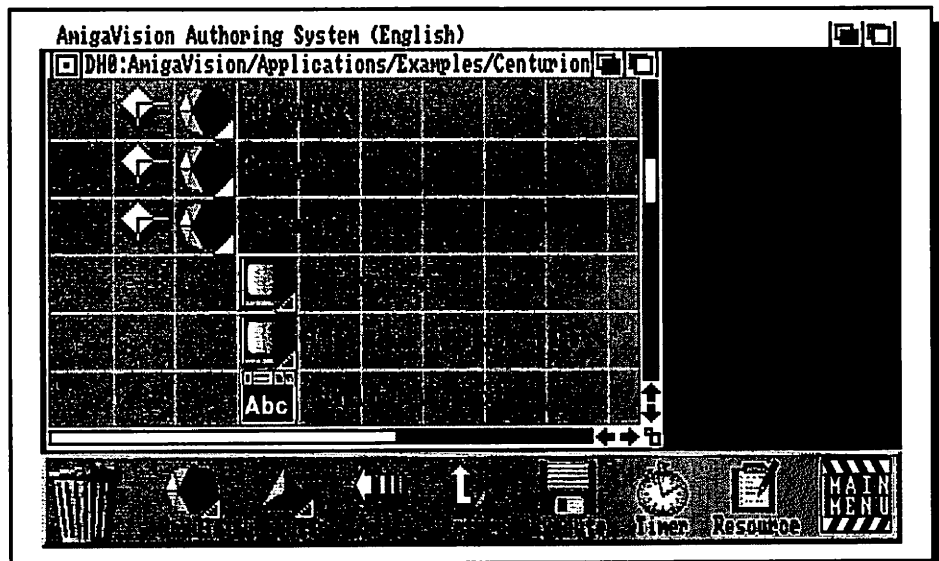 AmigaVision Authoring System (English)
DH0:AmigaVision/Applications/Examples/Centurion
Abc
Timer
Resource
MAIN
MENU